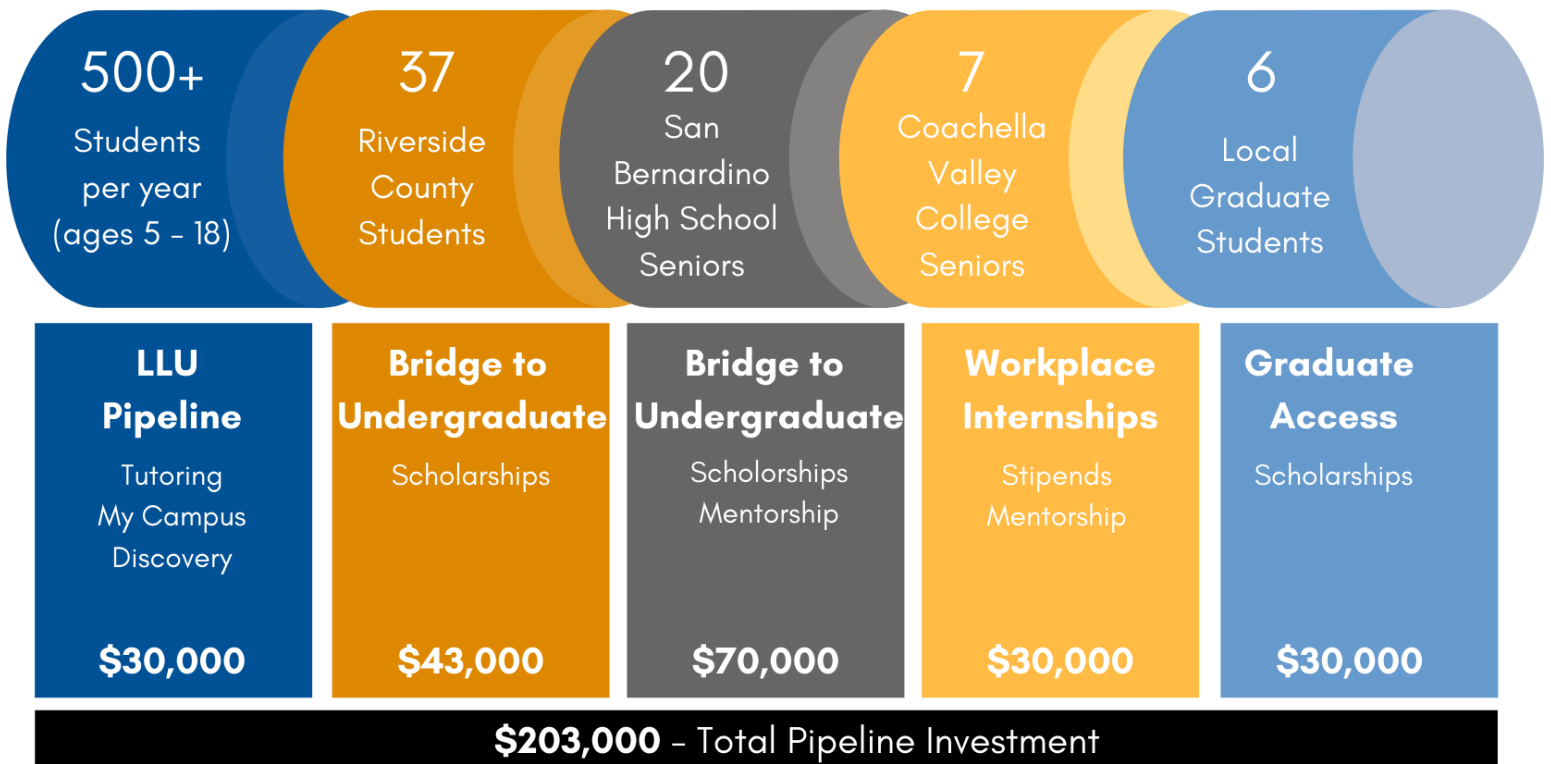 500+
Students
per year
(ages 5 - 18)
37
Riverside
County
Students
20
San
Bernardino
High School
Seniors
7
Coachella
Valley
College
Seniors
6
Local
Graduate
Students
LLU
Pipeline
Tutoring
My Campus
Discovery
$30,000
Bridge to
Undergraduate
Scholarships
$43,000
Bridge to
Undergraduate
Scholorships
Mentorship
$70,000
Workplace
Internships
Stipends
Mentorship
$30,000
Graduate
Access
Scholarships
$30,000
$203,000 - Total Pipeline Investment